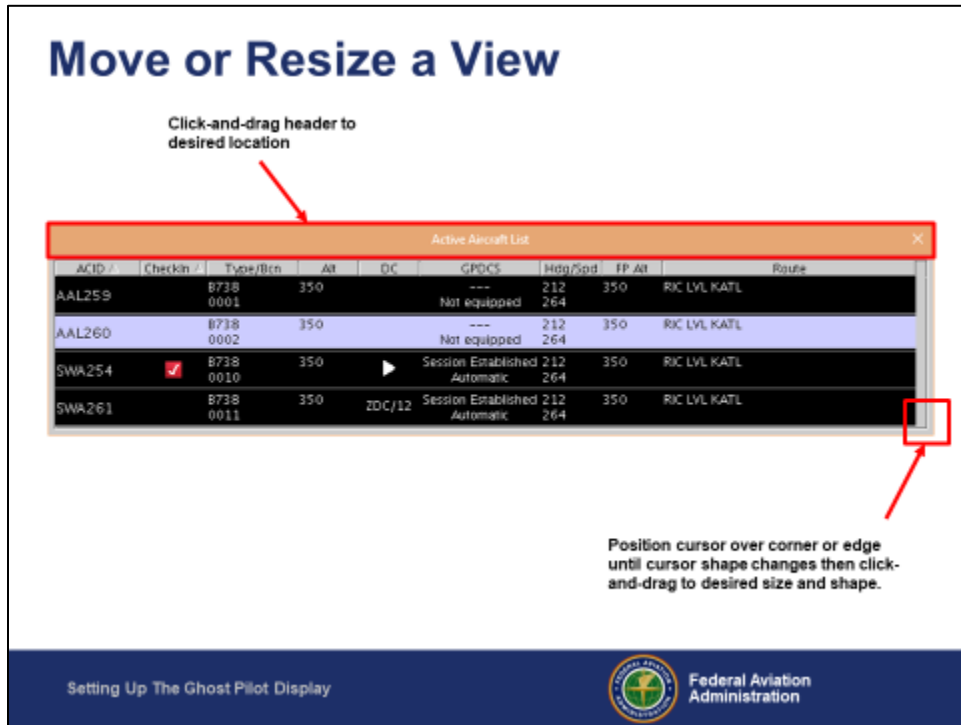 Move or Resize a View
Click-and-drag header to
desired location
Active Aircraft List
ACID CheckIn Type/Bcn Alt DC GPDCS Hdg/Spd FP Alt Route
AAL259 B738 350 --- 212 350 RIC LVL KATL
0001 Not equipped 264
AAL260 B738 350 --- 212 350 RIC LVL KATL
0002 Not equipped 264
SWA254 B738 350 Session Established 212 350 RIC LVL KATL
0010 Automatic 264
SWA261 B738 350 ZDC/12 Session Established 212 350 RIC LVL KATL
0011 Automatic 264
Position cursor over corner or edge
until cursor shape changes then click-
and-drag to desired size and shape.
Setting Up The Ghost Pilot Display
Federal Aviation
Administration